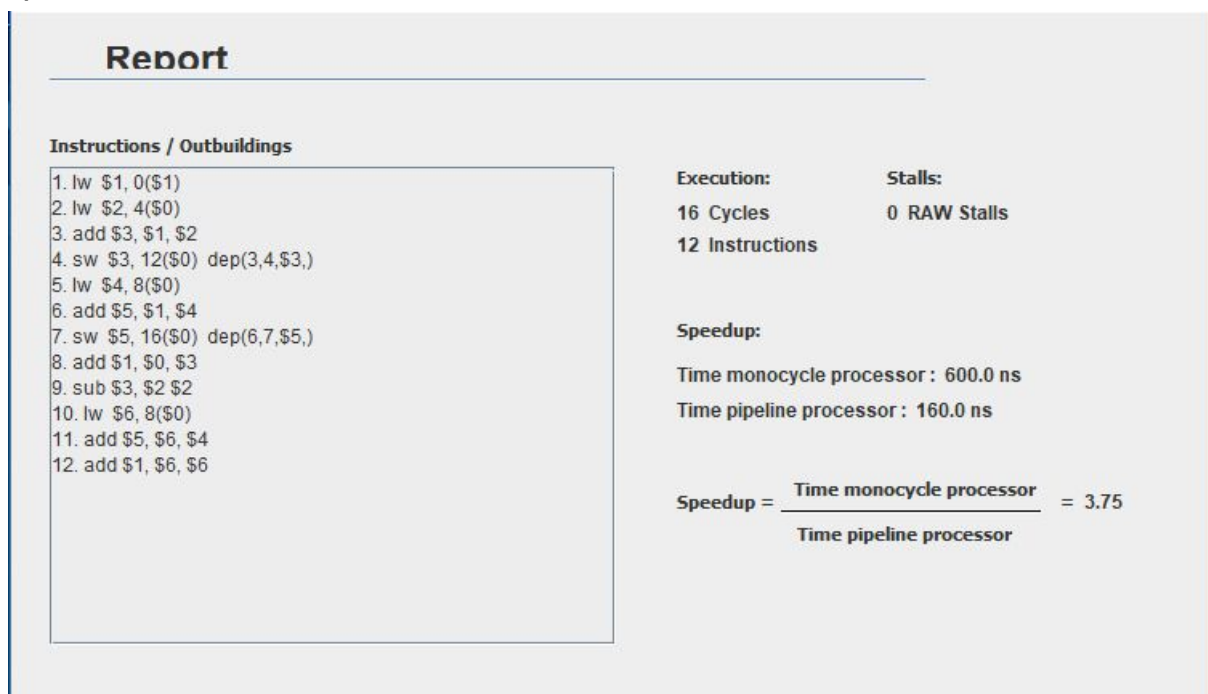 Report
Instructions / Outbuildings
1. lw $1, 0($1)
2. lw $2, 4($0)
3. add $3, $1, $2
4. sw $3, 12($0) dep(3,4,$3,)
5. lw $4, 8($0)
6. add $5, $1, $4
7. sw $5, 16($0) dep(6,7,$5,)
8. add $1, $0, $3
9. sub $3, $2 $2
10. lw $6, 8($0)
11. add $5, $6, $4
12. add $1, $6, $6
Execution: Stalls:
16 Cycles 0 RAW Stalls
12 Instructions
Speedup:
Time monocycle processor : 600.0 ns
Time pipeline processor : 160.0 ns
Time monocycle processor
Speedup = = 3.75
Time pipeline processor